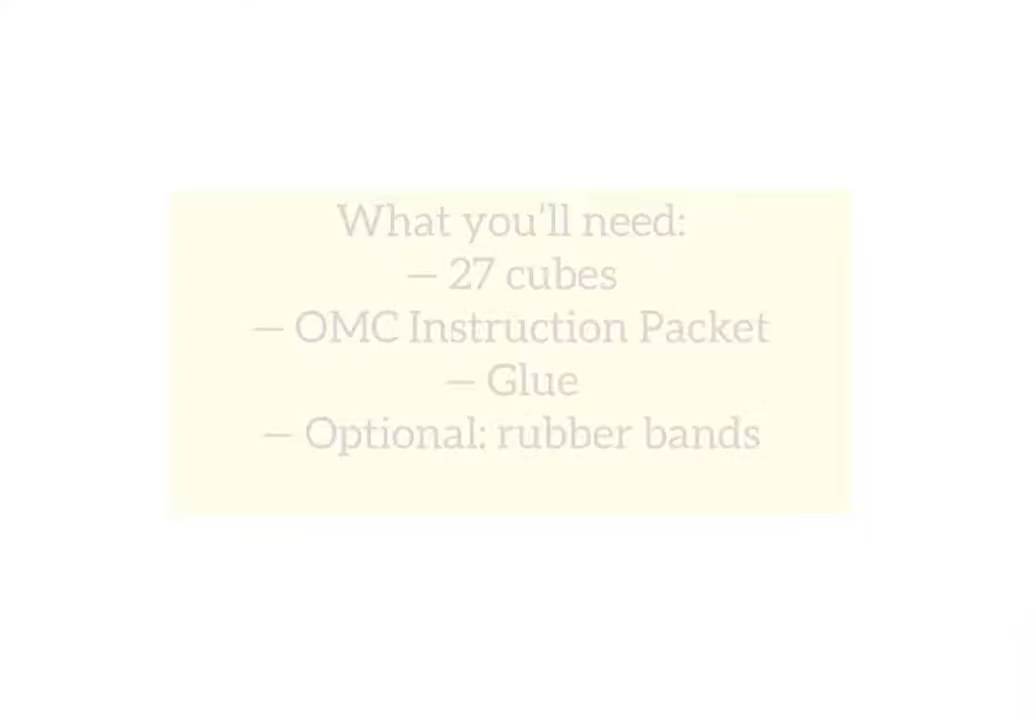 What you'll need:
— 27 cubes
— OMC Instruction Packet
— Glue
— Optional: rubber bands